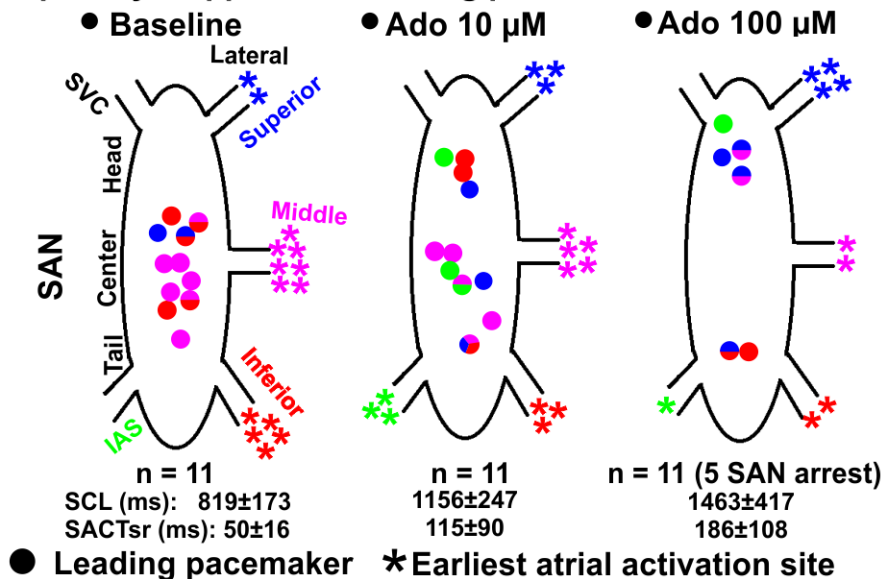 ● Baseline
● Ado 10 µM
● Ado 100 µM
Lateral
SVC
Superior
Head
Middle
SAN
Center
Tail
Inferior
IAS
n = 11
n = 11
n = 11 (5 SAN arrest)
SCL (ms): 819±173
1156±247
1463±417
SACTsr (ms): 50±16
115±90
186±108
● Leading pacemaker * Earliest atrial activation site